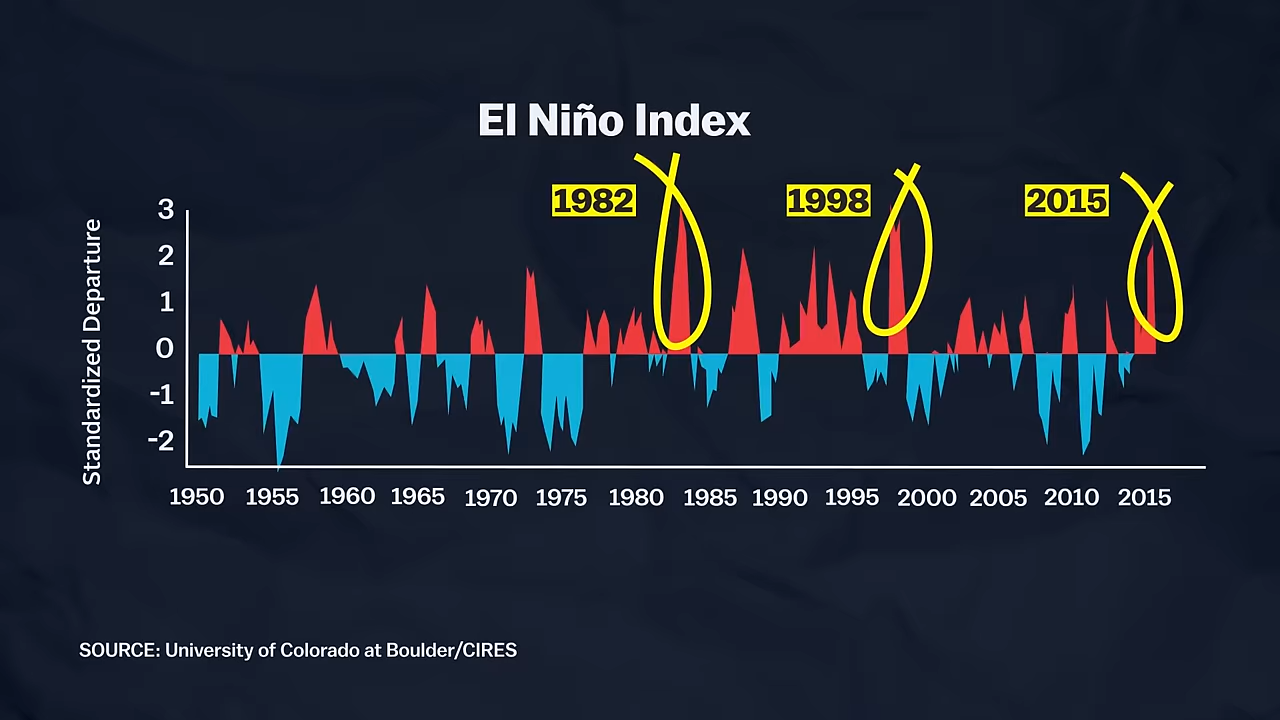 El Niño Index
1982
1998
2015
3
2
1
0
-1
-2
Standardized Departure
1950 1955 1960 1965 1970 1975 1980 1985 1990 1995 2000 2005 2010 2015
SOURCE: University of Colorado at Boulder/CIRES